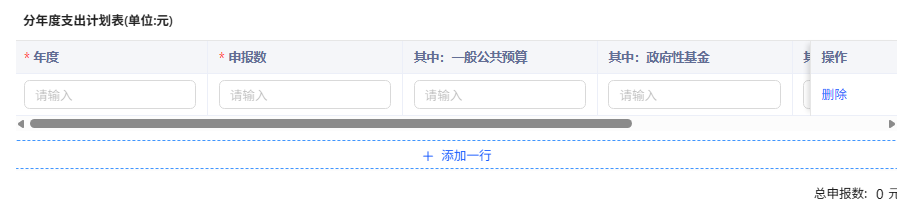 分年度支出计划表(单位:元)
* 年度 * 申报数 其中：一般公共预算 其中：政府性基金 操作
请输入 请输入 请输入 请输入 删除
＋ 添加一行
总申报数: 0 元